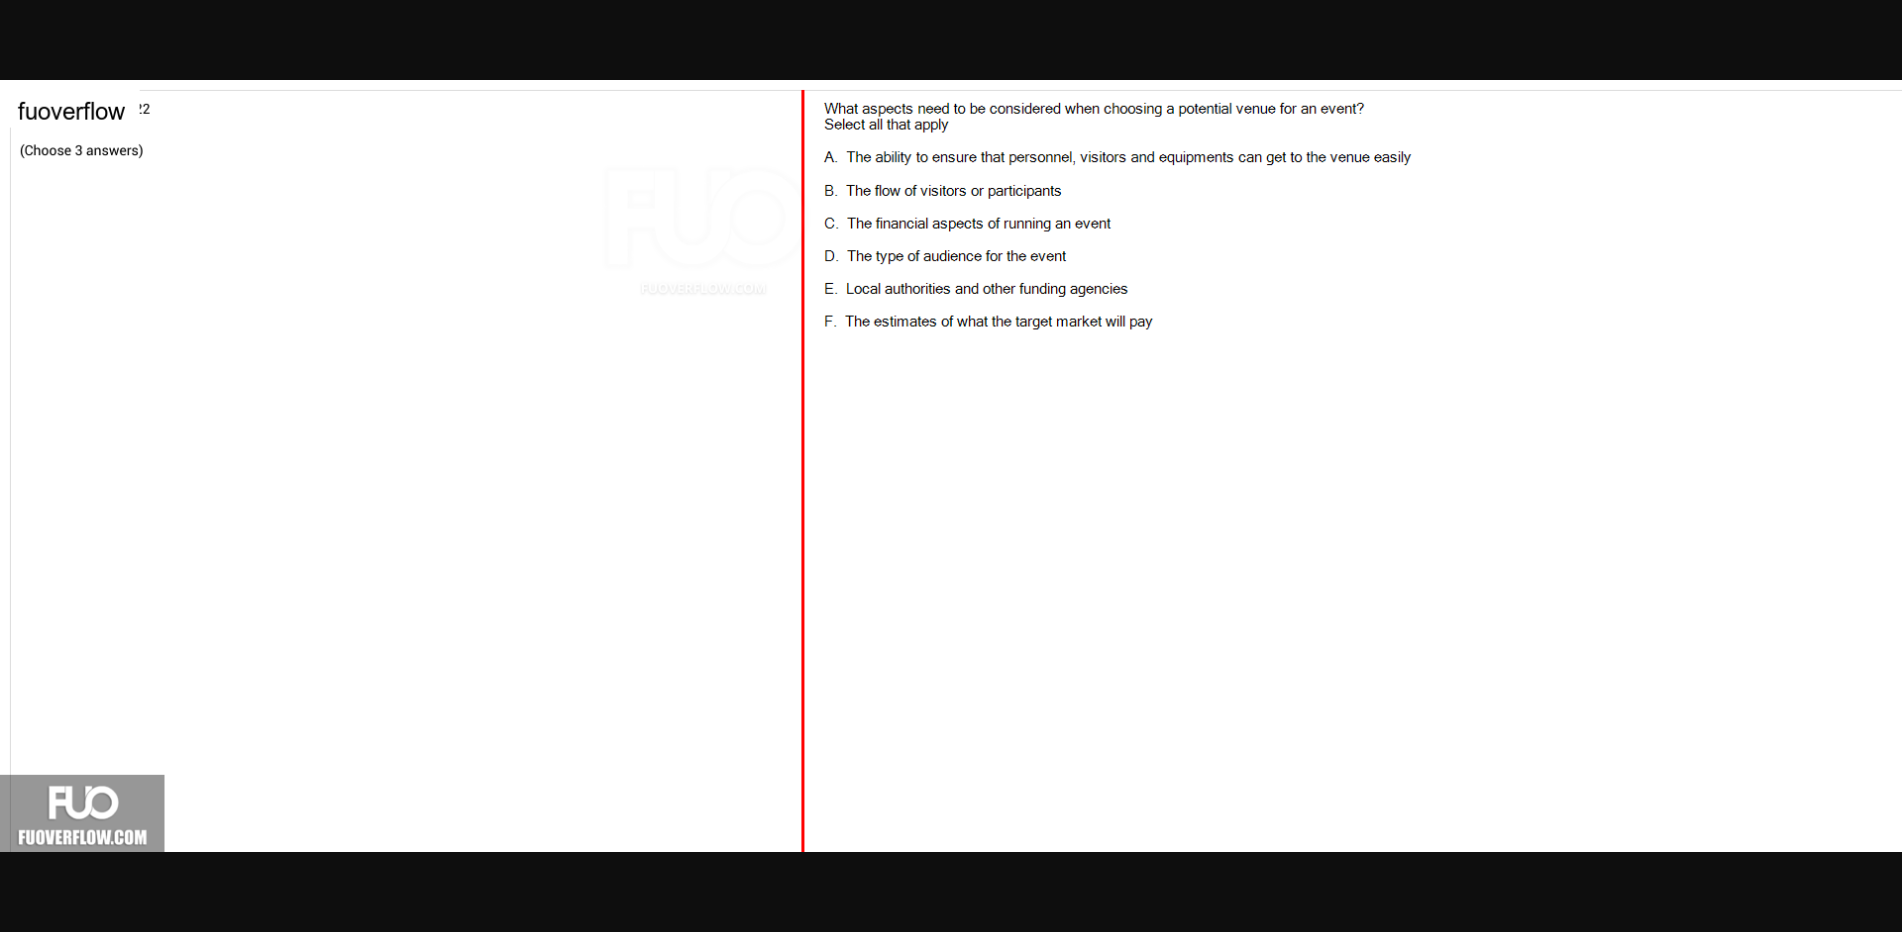 fuoverflow
22
(Choose 3 answers)
FUO
FUOVERFLOW.COM
What aspects need to be considered when choosing a potential venue for an event?
Select all that apply
A. The ability to ensure that personnel, visitors and equipments can get to the venue easily
B. The flow of visitors or participants
C. The financial aspects of running an event
D. The type of audience for the event
E. Local authorities and other funding agencies
F. The estimates of what the target market will pay
FUO
FUOVERFLOW.COM